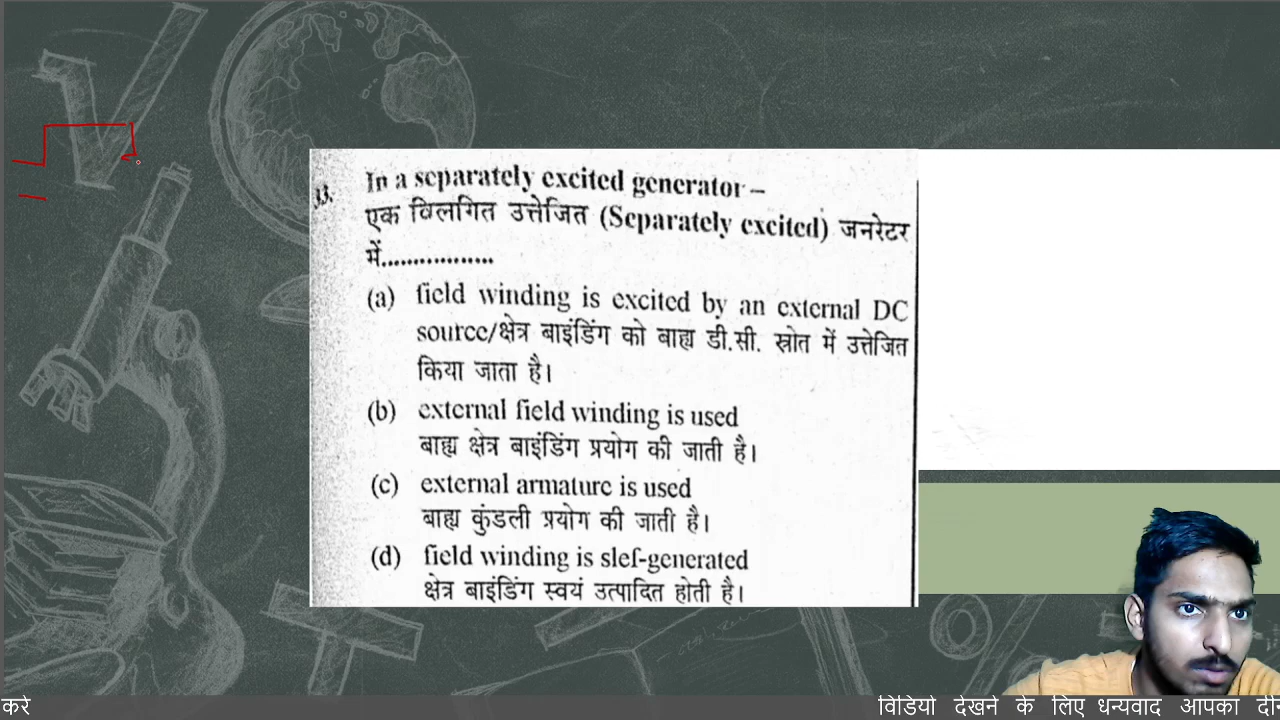 33. In a separately excited generator –
एक विलगित उत्तेजित (Separately excited) जनरेटर
में.................
(a) field winding is excited by an external DC
source/क्षेत्र बाइंडिंग को बाह्य डी.सी. स्रोत में उत्तेजित
किया जाता है।
(b) external field winding is used
बाह्य क्षेत्र बाइंडिंग प्रयोग की जाती है।
(c) external armature is used
बाह्य कुंडली प्रयोग की जाती है।
(d) field winding is slef-generated
क्षेत्र बाइंडिंग स्वयं उत्पादित होती है।
करे विडियो देखने के लिए धन्यवाद आपका